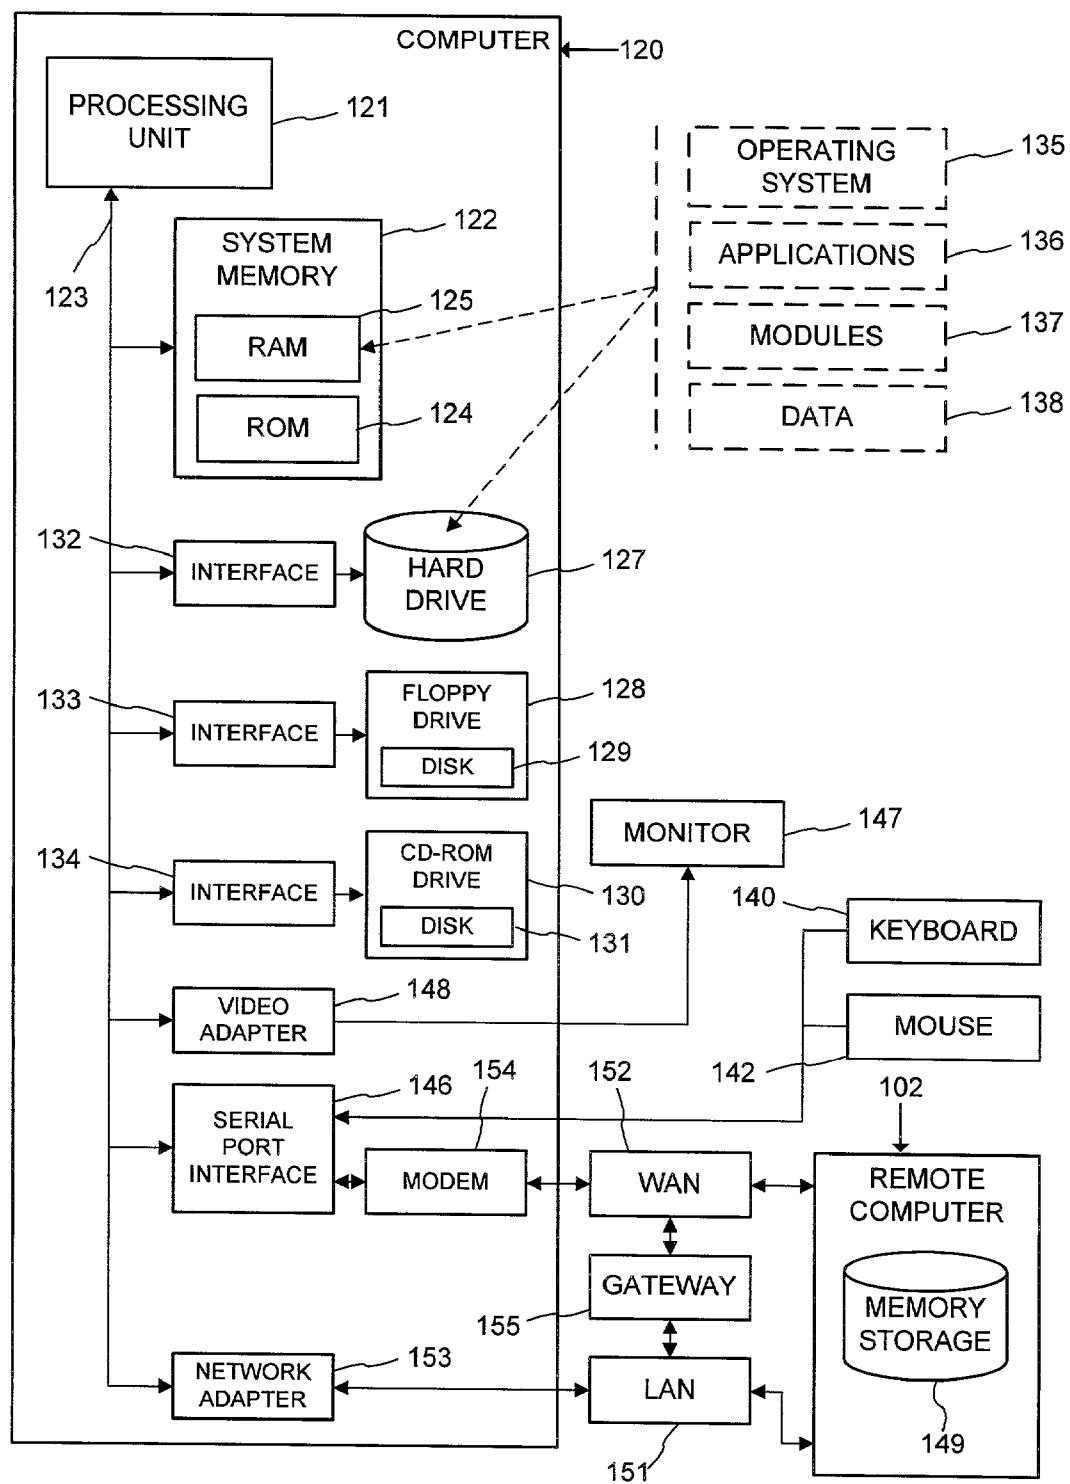 COMPUTER
120
PROCESSING
UNIT
121
123
SYSTEM
MEMORY
122
RAM
125
ROM
124
OPERATING
SYSTEM
135
APPLICATIONS
136
MODULES
137
DATA
138
132
INTERFACE
HARD
DRIVE
127
133
INTERFACE
FLOPPY
DRIVE
128
DISK
129
134
INTERFACE
CD-ROM
DRIVE
130
DISK
131
MONITOR
147
140
KEYBOARD
MOUSE
142
VIDEO
ADAPTER
148
SERIAL
PORT
INTERFACE
146
154
MODEM
152
WAN
102
REMOTE
COMPUTER
MEMORY
STORAGE
149
GATEWAY
155
NETWORK
ADAPTER
153
LAN
151